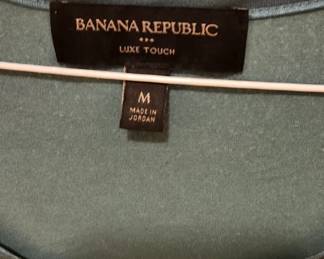 BANANA REPUBLIC
LUXE TOUCH
M
MADE IN
JORDAN